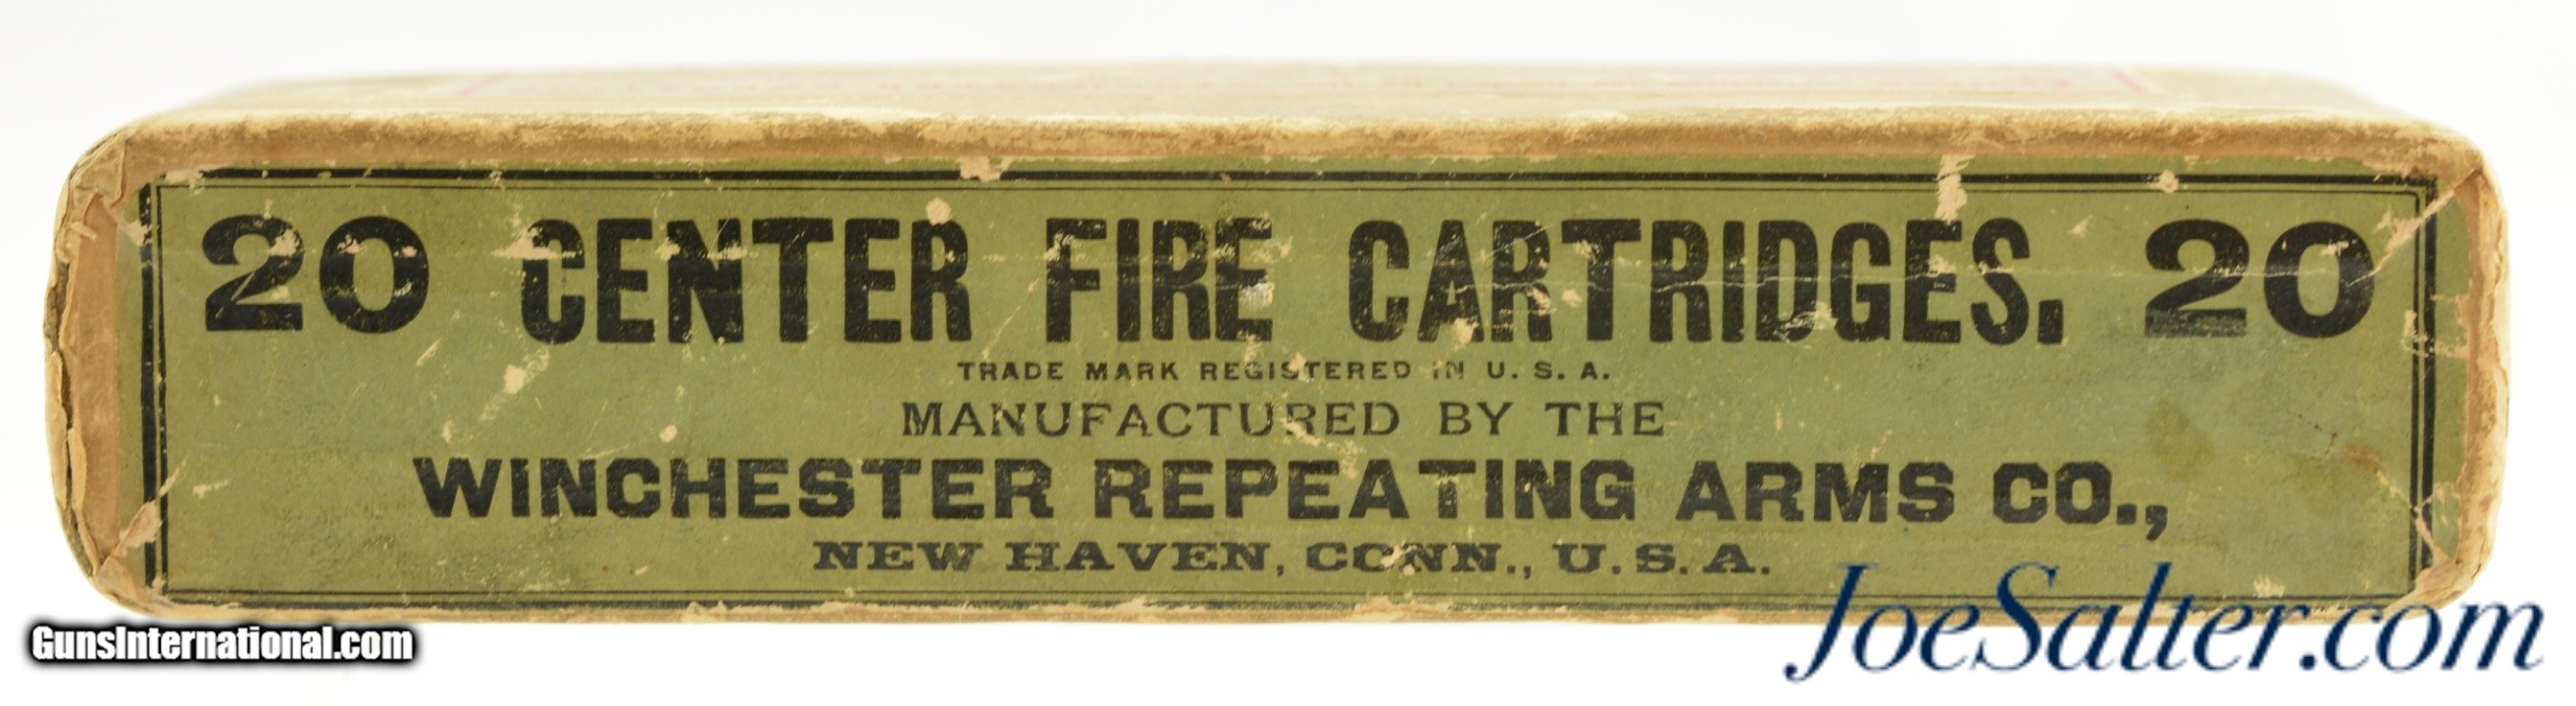 20 CENTER FIRE CARTRIDGES. 20
TRADE MARK REGISTERED IN U. S. A.
MANUFACTURED BY THE
WINCHESTER REPEATING ARMS CO.,
NEW HAVEN, CONN., U. S. A.
GunsInternational.com
JoeSalter.com